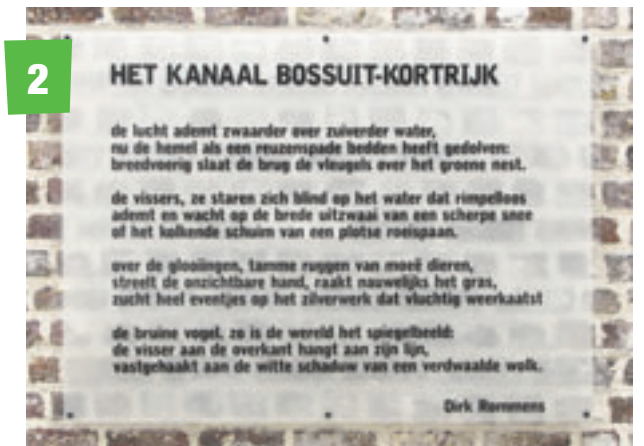 2
HET KANAAL BOSSUIT-KORTRIJK
de lucht ademt zwaarder over zuiverder water,
nu de hemel als een reuzenspade bedden heeft gedolven:
breedvoerig slaat de brug de vleugels over het groene nest.
de vissers, ze staren zich blind op het water dat rimpelloos
ademt en wacht op de brede uitzwaai van een scherpe snee
of het kolkende schuim van een plotse roeispaan.
over de glooiingen, tamme ruggen van moeë dieren,
streelt de onzichtbare hand, raakt nauwelijks het gras,
zucht heel eventjes op het zilverwerk dat vluchtig weerkaatst
de bruine vogel. zo is de wereld het spiegelbeeld:
de visser aan de overkant hangt aan zijn lijn,
vastgehaakt aan de witte schaduw van een verdwaalde wolk.
Dirk Rommens